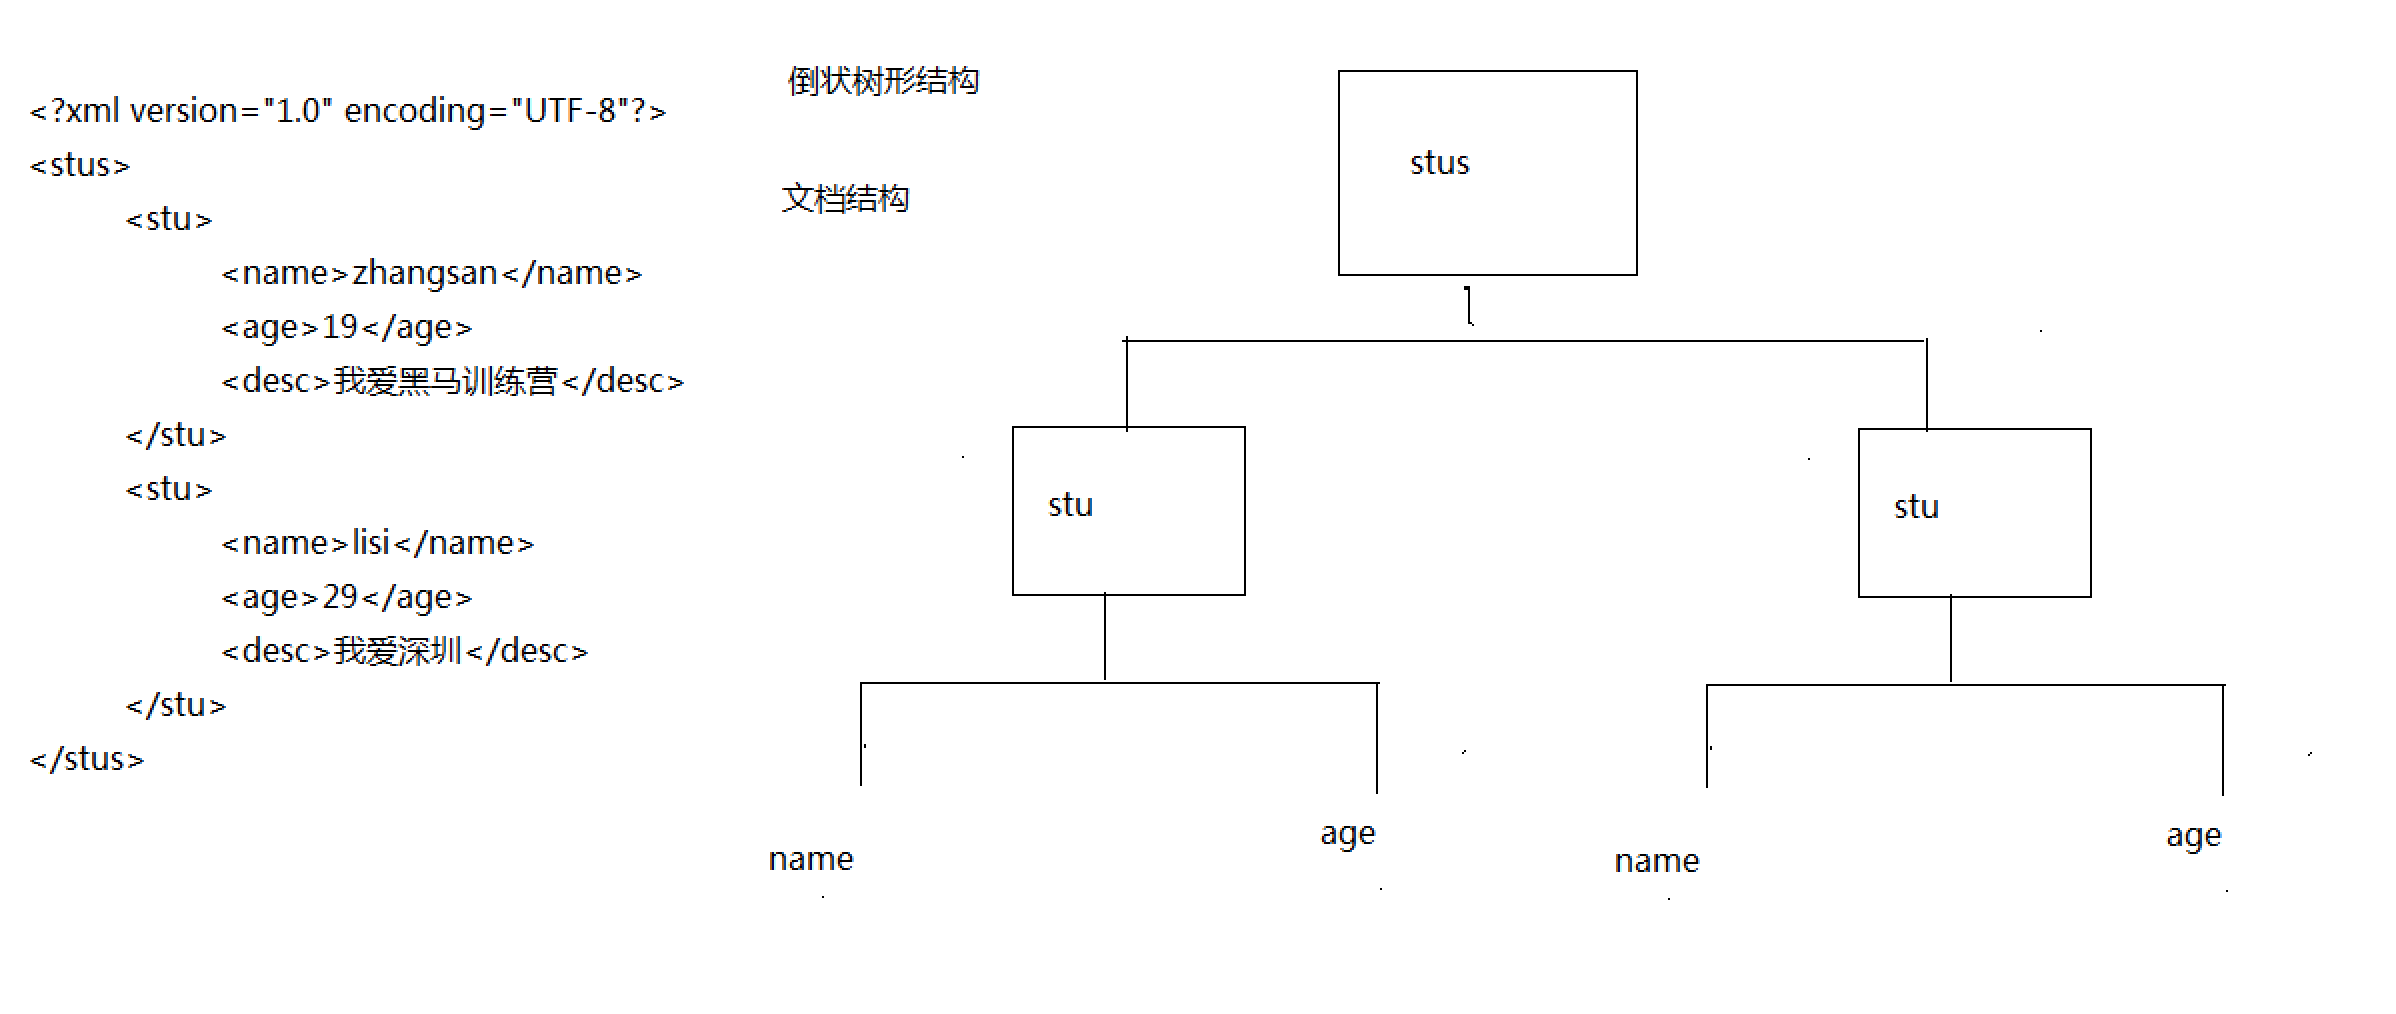 <?xml version="1.0" encoding="UTF-8"?>
<stus>
<stu>
<name>zhangsan</name>
<age>19</age>
<desc>我爱黑马训练营</desc>
</stu>
<stu>
<name>lisi</name>
<age>29</age>
<desc>我爱深圳</desc>
</stu>
</stus>
倒状树形结构
文档结构
stus
stu
stu
name
age
name
age